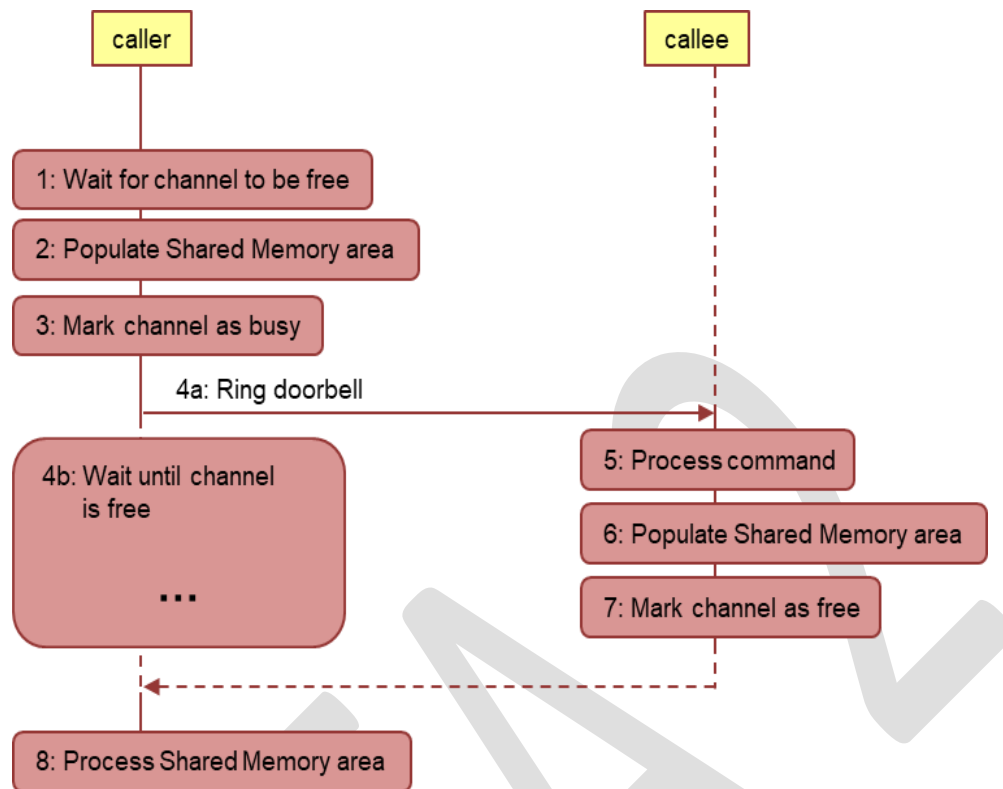 caller
callee
1: Wait for channel to be free
2: Populate Shared Memory area
3: Mark channel as busy
4a: Ring doorbell
4b: Wait until channel
is free
...
5: Process command
6: Populate Shared Memory area
7: Mark channel as free
8: Process Shared Memory area